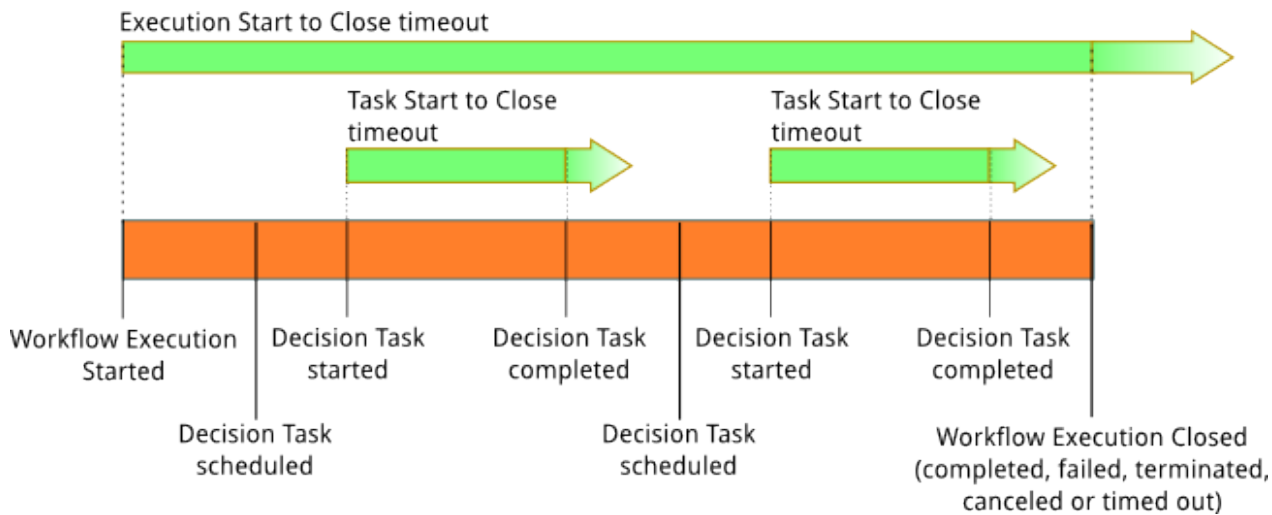 Execution Start to Close timeout
Task Start to Close
timeout
Task Start to Close
timeout
Workflow Execution
Started
Decision Task
started
Decision Task
completed
Decision Task
started
Decision Task
completed
Decision Task
scheduled
Decision Task
scheduled
Workflow Execution Closed
(completed, failed, terminated,
canceled or timed out)